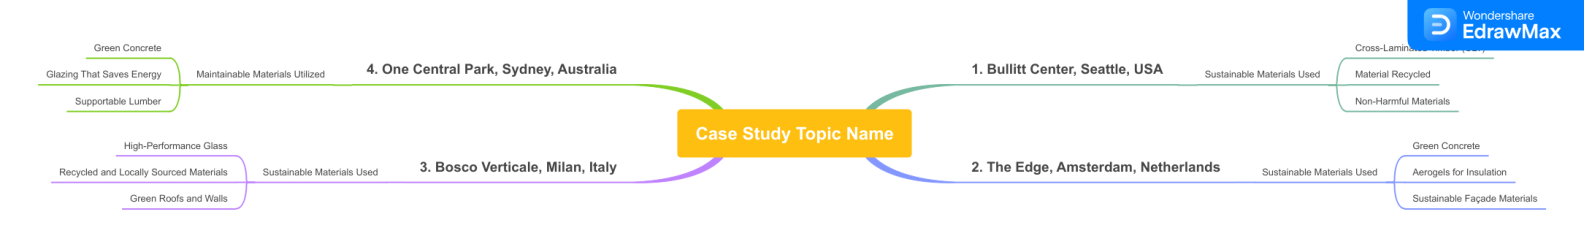 Wondershare
EdrawMax
Case Study Topic Name
1. Bullitt Center, Seattle, USA
Sustainable Materials Used
Cross-Laminated
Material Recycled
Non-Harmful Materials
2. The Edge, Amsterdam, Netherlands
Sustainable Materials Used
Green Concrete
Aerogels for Insulation
Sustainable Façade Materials
3. Bosco Verticale, Milan, Italy
Sustainable Materials Used
High-Performance Glass
Recycled and Locally Sourced Materials
Green Roofs and Walls
4. One Central Park, Sydney, Australia
Maintainable Materials Utilized
Green Concrete
Glazing That Saves Energy
Supportable Lumber